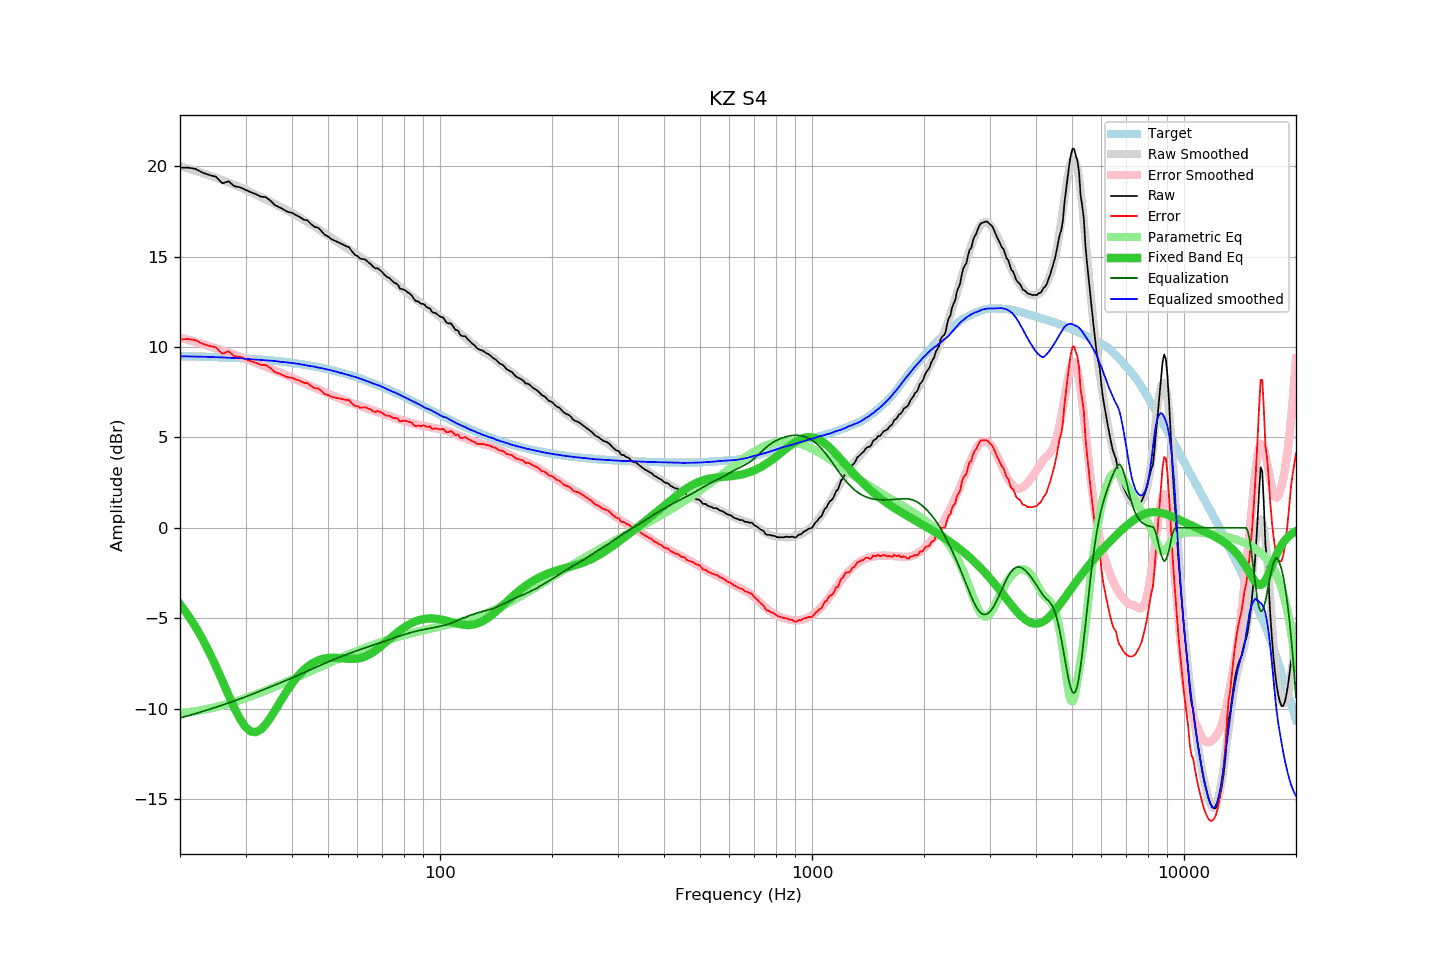 KZ S4
Target
Raw Smoothed
Error Smoothed
Raw
Error
Parametric Eq
Fixed Band Eq
Equalization
Equalized smoothed
20
15
10
5
0
−5
−10
−15
Amplitude (dBr)
100
1000
10000
Frequency (Hz)